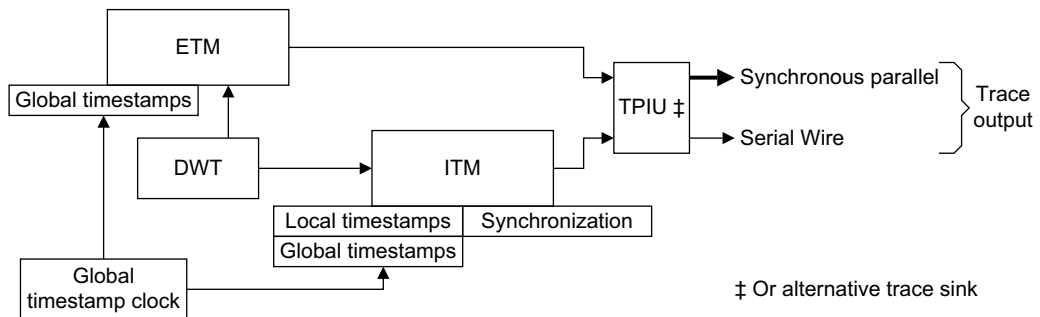 ETM
Global timestamps
DWT
ITM
Local timestamps
Synchronization
Global timestamps
Global
timestamp clock
TPIU ‡
Synchronous parallel
Serial Wire
Trace
output
‡ Or alternative trace sink